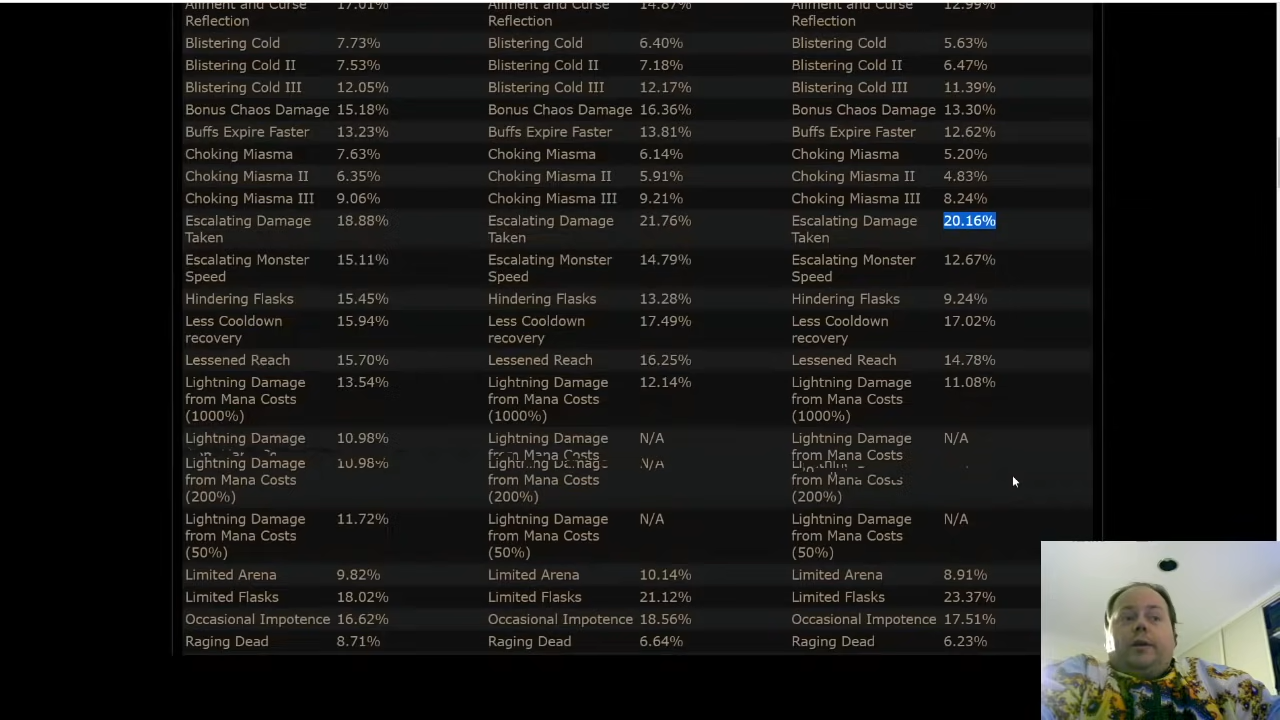 Ailment and Curse 17.01% Ailment and Curse 14.87% Ailment and Curse 12.99%
Reflection Reflection Reflection
Blistering Cold 7.73% Blistering Cold 6.40% Blistering Cold 5.63%
Blistering Cold II 7.53% Blistering Cold II 7.18% Blistering Cold II 6.47%
Blistering Cold III 12.05% Blistering Cold III 12.17% Blistering Cold III 11.39%
Bonus Chaos Damage 15.18% Bonus Chaos Damage 16.36% Bonus Chaos Damage 13.30%
Buffs Expire Faster 13.23% Buffs Expire Faster 13.81% Buffs Expire Faster 12.62%
Choking Miasma 7.63% Choking Miasma 6.14% Choking Miasma 5.20%
Choking Miasma II 6.35% Choking Miasma II 5.91% Choking Miasma II 4.83%
Choking Miasma III 9.06% Choking Miasma III 9.21% Choking Miasma III 8.24%
Escalating Damage 18.88% Escalating Damage 21.76% Escalating Damage 20.16%
Taken Taken Taken
Escalating Monster 15.11% Escalating Monster 14.79% Escalating Monster 12.67%
Speed Speed Speed
Hindering Flasks 15.45% Hindering Flasks 13.28% Hindering Flasks 9.24%
Less Cooldown 15.94% Less Cooldown 17.49% Less Cooldown 17.02%
recovery recovery recovery
Lessened Reach 15.70% Lessened Reach 16.25% Lessened Reach 14.78%
Lightning Damage 13.54% Lightning Damage 12.14% Lightning Damage 11.08%
from Mana Costs from Mana Costs from Mana Costs
(1000%) (1000%) (1000%)
Lightning Damage 10.98% Lightning Damage N/A Lightning Damage N/A
from Mana Costs from Mana Costs
Lightning Damage 10.98% Lightning Damage N/A
from Mana Costs from Mana Costs from Mana Costs
(200%) (200%) (200%)
Lightning Damage 11.72% Lightning Damage N/A Lightning Damage N/A
from Mana Costs from Mana Costs from Mana Costs
(50%) (50%) (50%)
Limited Arena 9.82% Limited Arena 10.14% Limited Arena 8.91%
Limited Flasks 18.02% Limited Flasks 21.12% Limited Flasks 23.37%
Occasional Impotence 16.62% Occasional Impotence 18.56% Occasional Impotence 17.51%
Raging Dead 8.71% Raging Dead 6.64% Raging Dead 6.23%